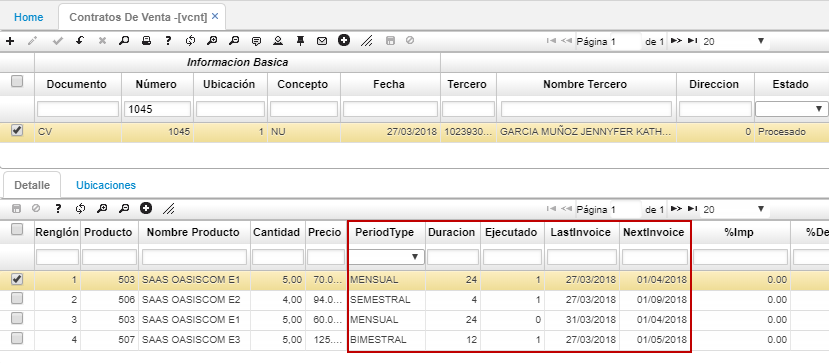 Home Contratos De Venta -[vcnt] ×
Página 1 de 1 20
Informacion Basica
Documento Número Ubicación Concepto Fecha Tercero Nombre Tercero Direccion Estado
1045
CV 1045 1 NU 27/03/2018 1023930... GARCIA MUÑOZ JENNYFER KATH... 0 Procesado
Detalle Ubicaciones
Página 1 de 1 20
Renglón Producto Nombre Producto Cantidad Precio PeriodType Duracion Ejecutado LastInvoice NextInvoice %Imp %De
1 503 SAAS OASISCOM E1 5,00 70.0... MENSUAL 24 1 27/03/2018 01/04/2018 0.00
2 506 SAAS OASISCOM E2 4,00 94.0... SEMESTRAL 4 1 27/03/2018 01/09/2018 0.00
3 503 SAAS OASISCOM E1 5,00 60.0... MENSUAL 24 0 31/03/2018 01/04/2018 0.00
4 507 SAAS OASISCOM E3 5,00 125.... BIMESTRAL 12 1 27/03/2018 01/05/2018 0.00